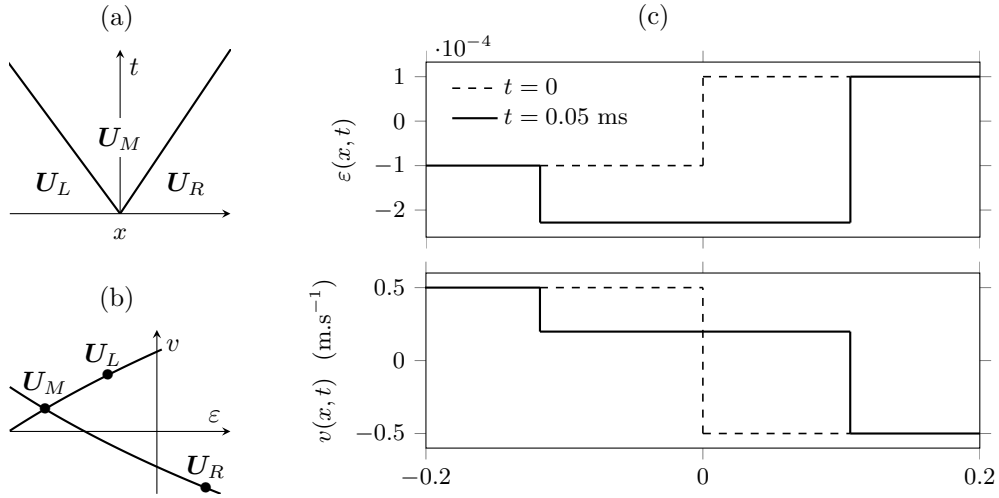 (a)
t
U_M
U_L
U_R
x
(b)
v
U_L
U_M
ε
U_R
(c)
·10⁻⁴
1
0
−1
−2
ε(x, t)
t = 0
t = 0.05 ms
0.5
0
−0.5
v(x, t) (m.s⁻¹)
−0.2
0
0.2